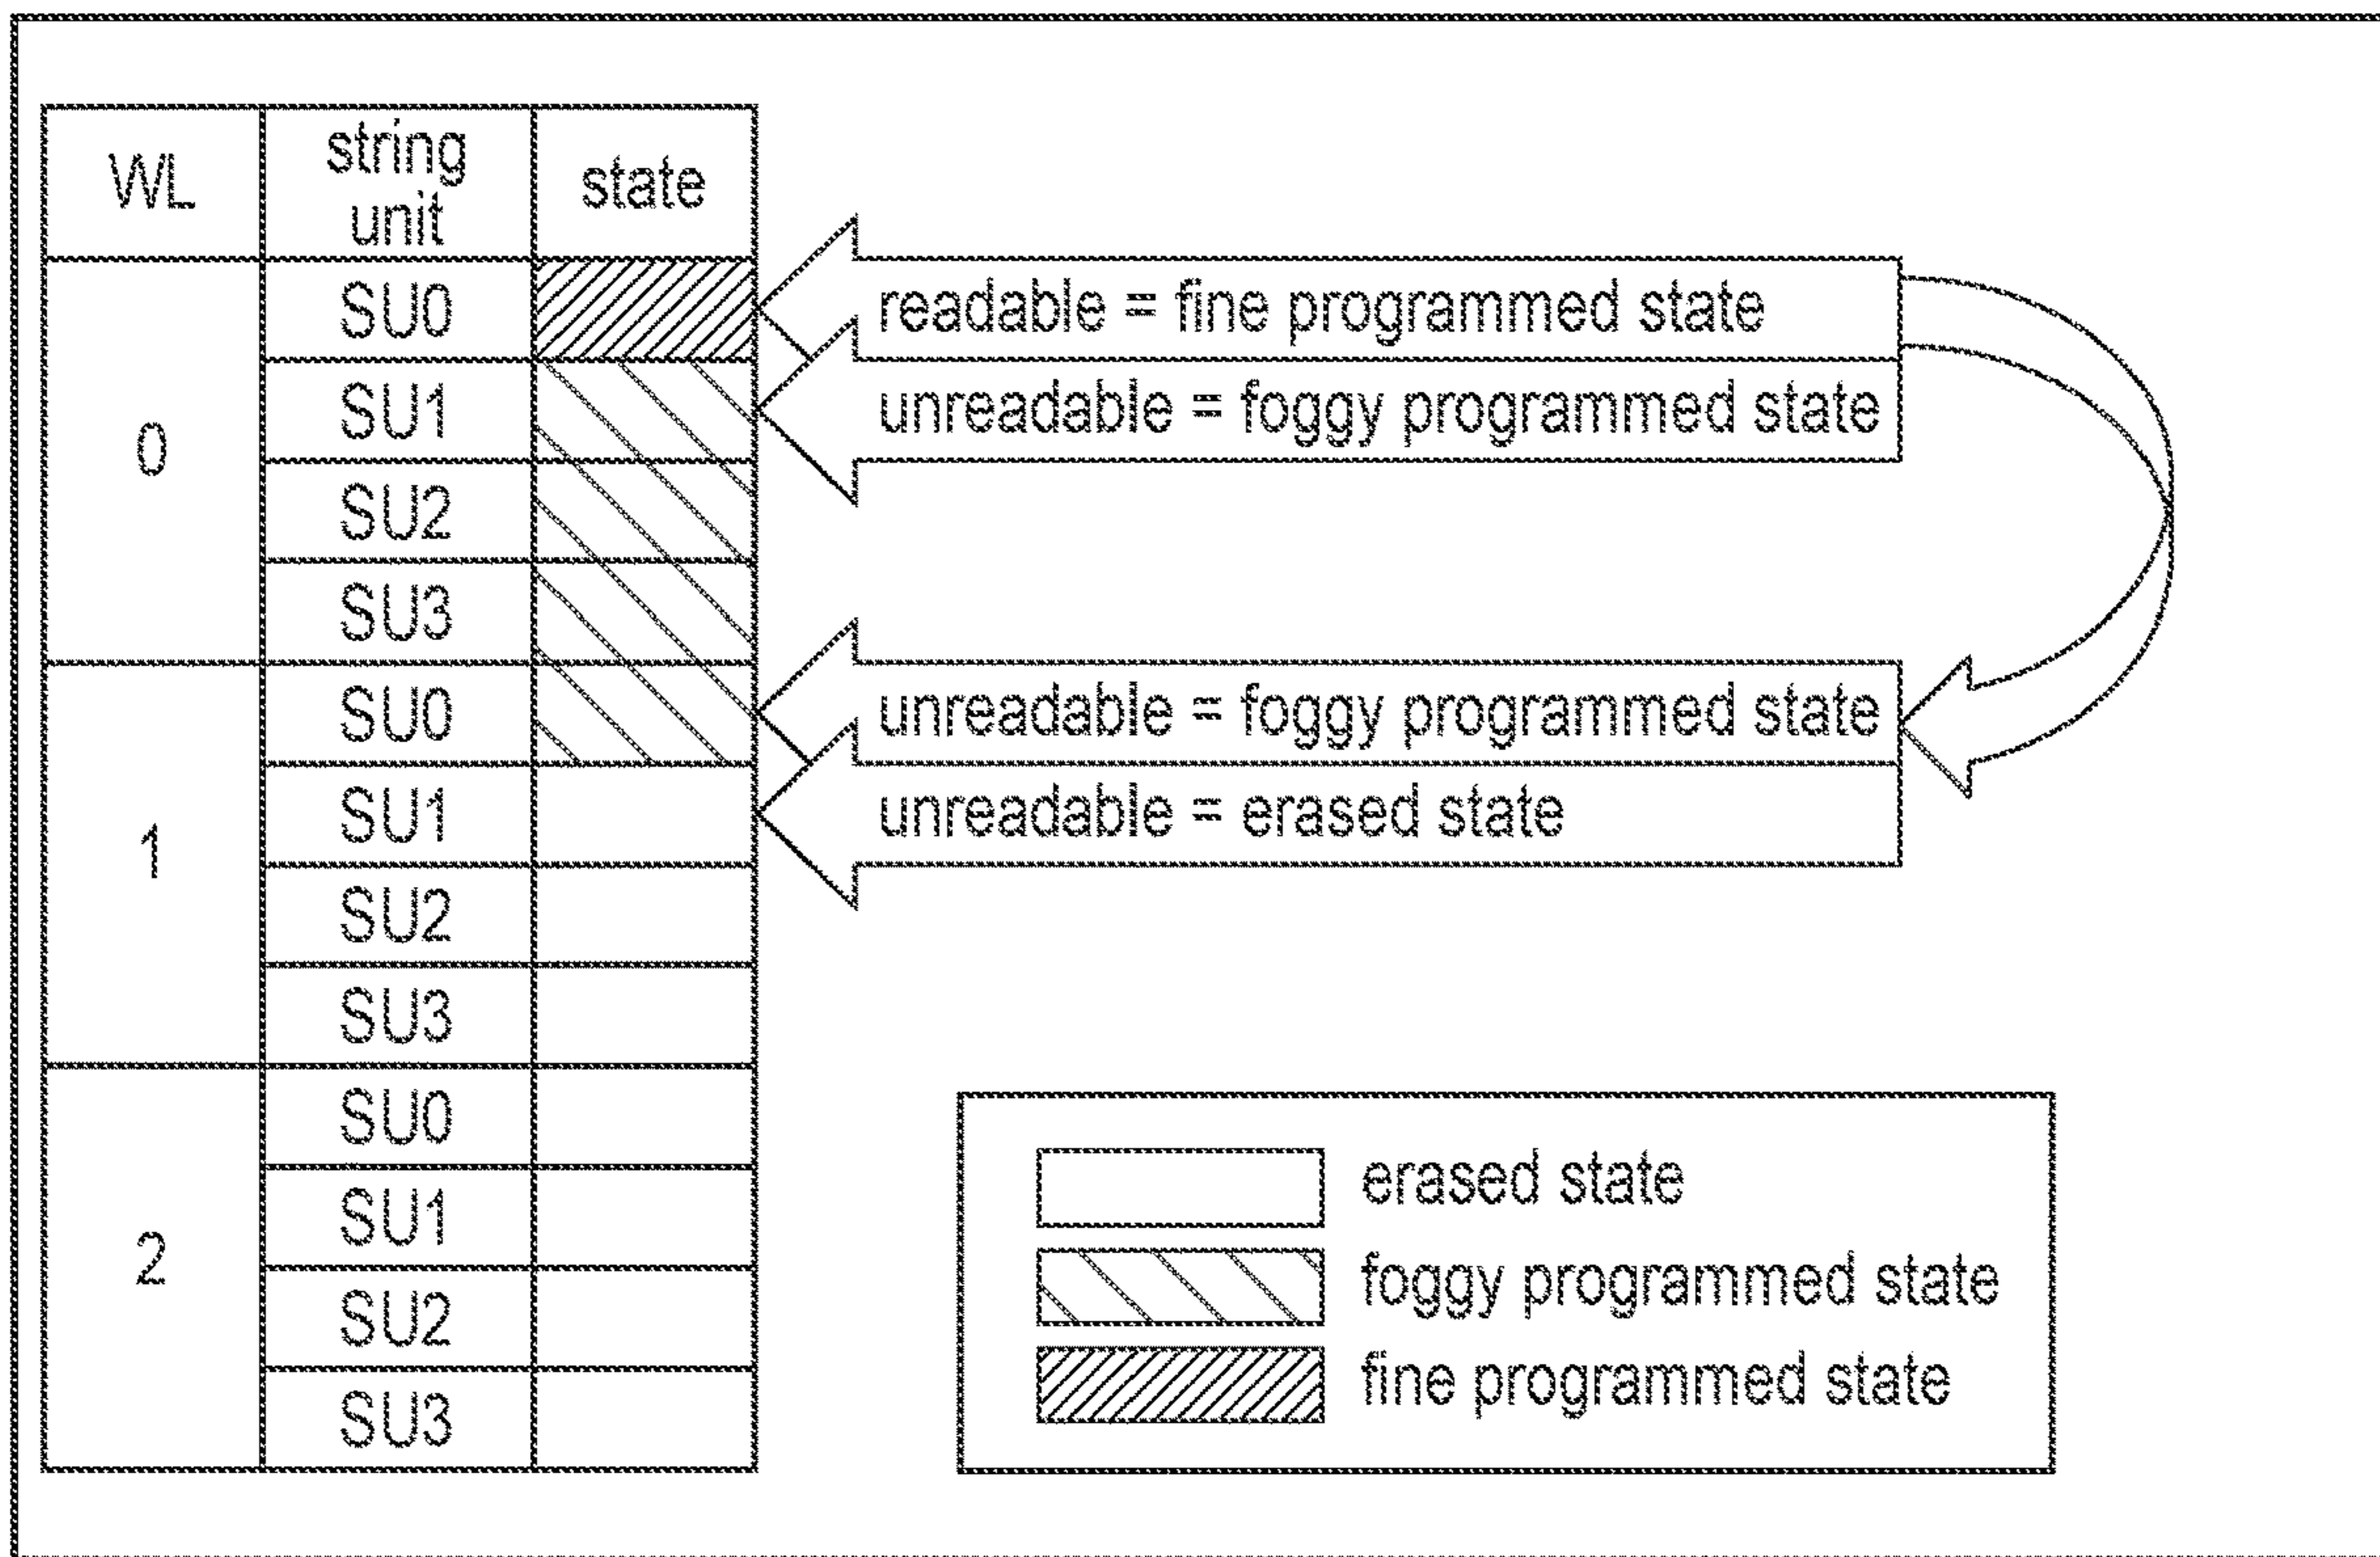 WL
string
unit
state
0
SU0
readable = fine programmed state
SU1
unreadable = foggy programmed state
SU2
SU3
1
SU0
unreadable = foggy programmed state
SU1
unreadable = erased state
SU2
SU3
2
SU0
SU1
SU2
SU3
erased state
foggy programmed state
fine programmed state